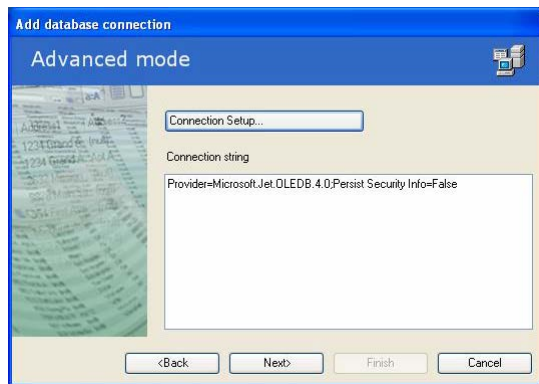 Add database connection
Advanced mode
Connection Setup...
Connection string
Provider=Microsoft.Jet.OLEDB.4.0;Persist Security Info=False
<Back
Next>
Finish
Cancel